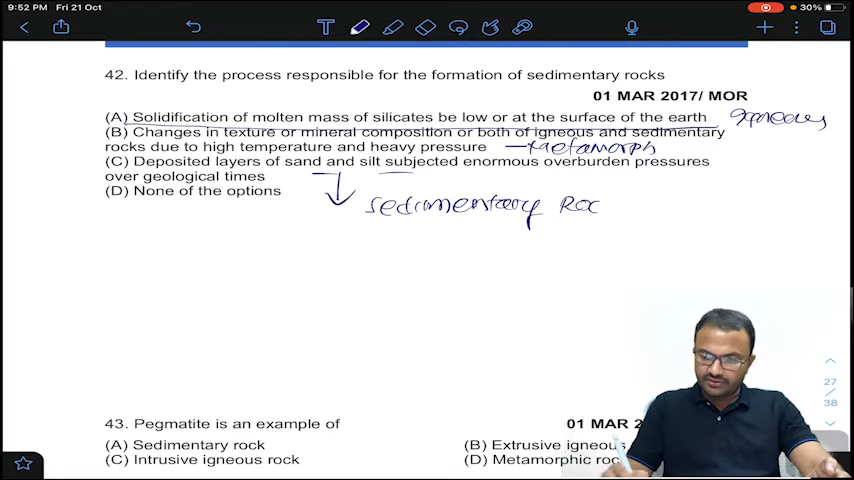 9:52 PM Fri 21 Oct
30%
T
42. Identify the process responsible for the formation of sedimentary rocks
01 MAR 2017/ MOR
(A) Solidification of molten mass of silicates be low or at the surface of the earth Igneous
(B) Changes in texture or mineral composition or both of igneous and sedimentary
rocks due to high temperature and heavy pressure → Metamorph
(C) Deposited layers of sand and silt subjected enormous overburden pressures
over geological times
(D) None of the options
sedimentary Roc
27
/
38
43. Pegmatite is an example of
01 MAR 2
(A) Sedimentary rock
(B) Extrusive igneous
(C) Intrusive igneous rock
(D) Metamorphic roc